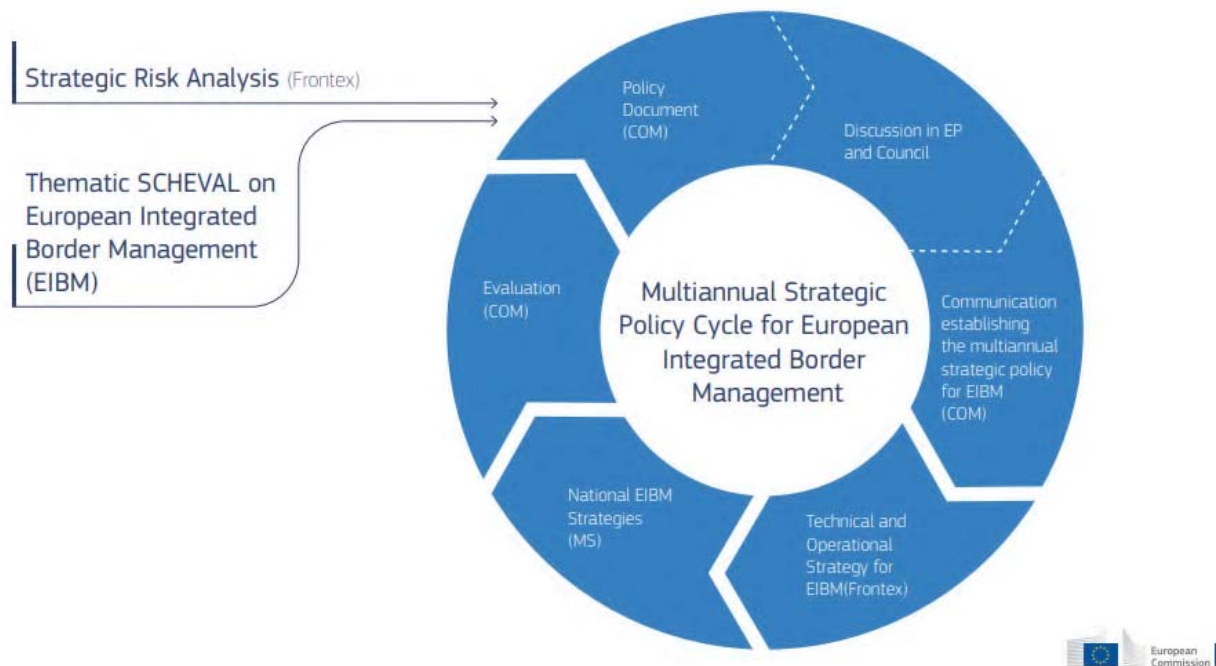 Strategic Risk Analysis (Frontex)
Thematic SCHEVAL on
European Integrated
Border Management
(EIBM)
Policy
Document
(COM)
Discussion in EP
and Council
Communication
establishing
the multiannual
strategic policy
for EIBM
(COM)
Technical and
Operational
Strategy for
EIBM(Frontex)
National EIBM
Strategies
(MS)
Evaluation
(COM)
Multiannual Strategic
Policy Cycle for European
Integrated Border
Management
European
Commission